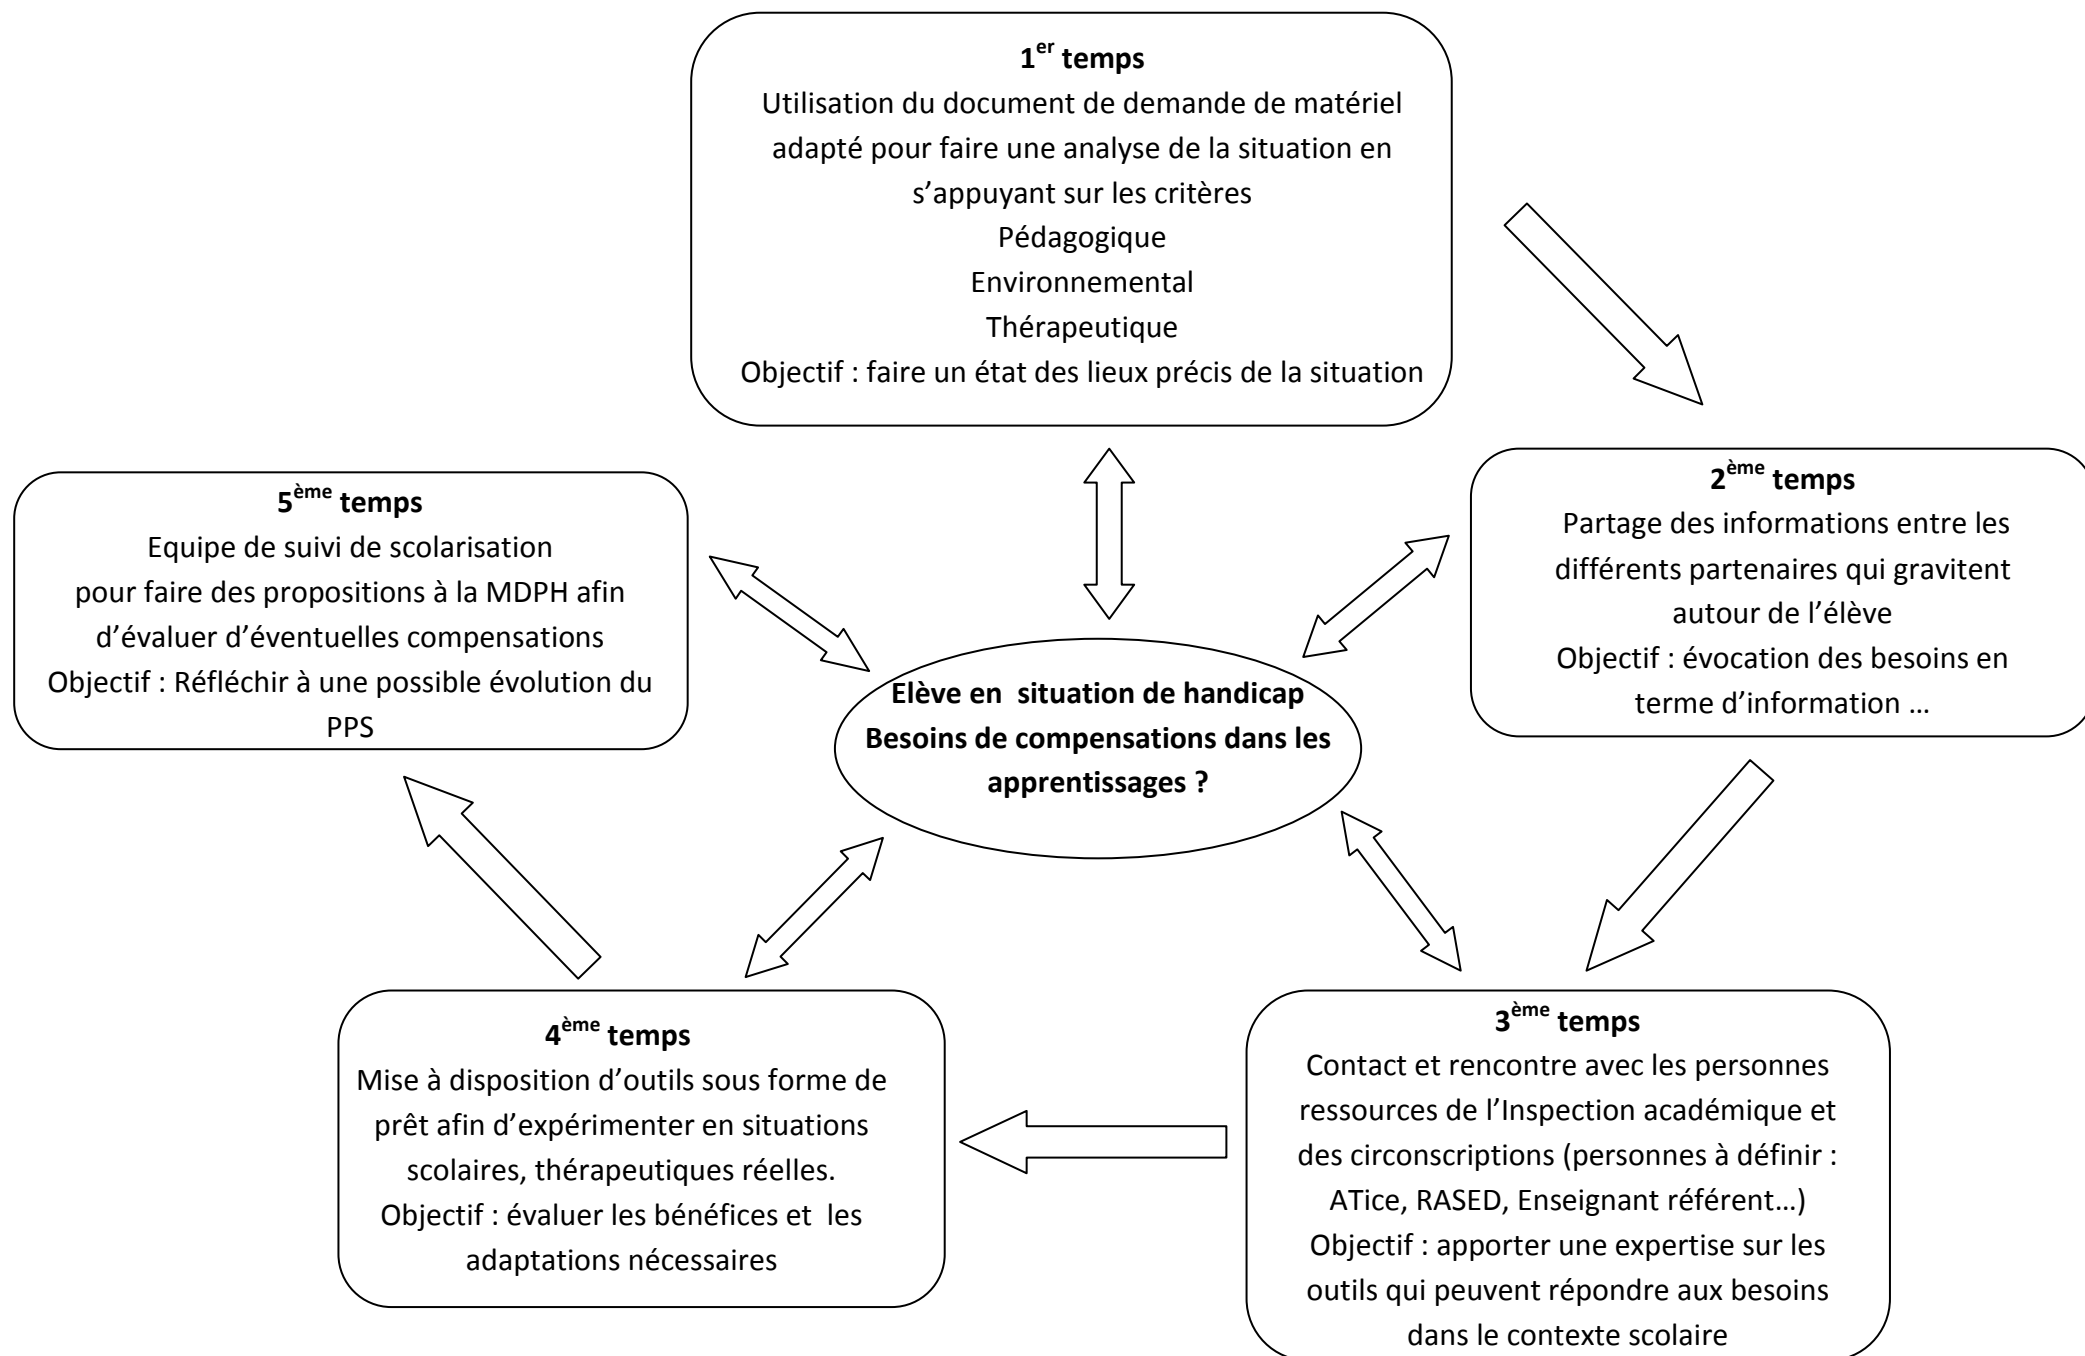 1er temps
Utilisation du document de demande de matériel
adapté pour faire une analyse de la situation en
s’appuyant sur les critères
Pédagogique
Environnemental
Thérapeutique
Objectif : faire un état des lieux précis de la situation
2ème temps
Partage des informations entre les
différents partenaires qui gravitent
autour de l’élève
Objectif : évocation des besoins en
terme d’information …
5ème temps
Equipe de suivi de scolarisation
pour faire des propositions à la MDPH afin
d’évaluer d’éventuelles compensations
Objectif : Réfléchir à une possible évolution du
PPS
Elève en  situation de handicap
Besoins de compensations dans les
apprentissages ?
4ème temps
Mise à disposition d’outils sous forme de
prêt afin d’expérimenter en situations
scolaires, thérapeutiques réelles.
Objectif : évaluer les bénéfices et  les
adaptations nécessaires
3ème temps
Contact et rencontre avec les personnes
ressources de l’Inspection académique et
des circonscriptions (personnes à définir :
ATice, RASED, Enseignant référent…)
Objectif : apporter une expertise sur les
outils qui peuvent répondre aux besoins
dans le contexte scolaire